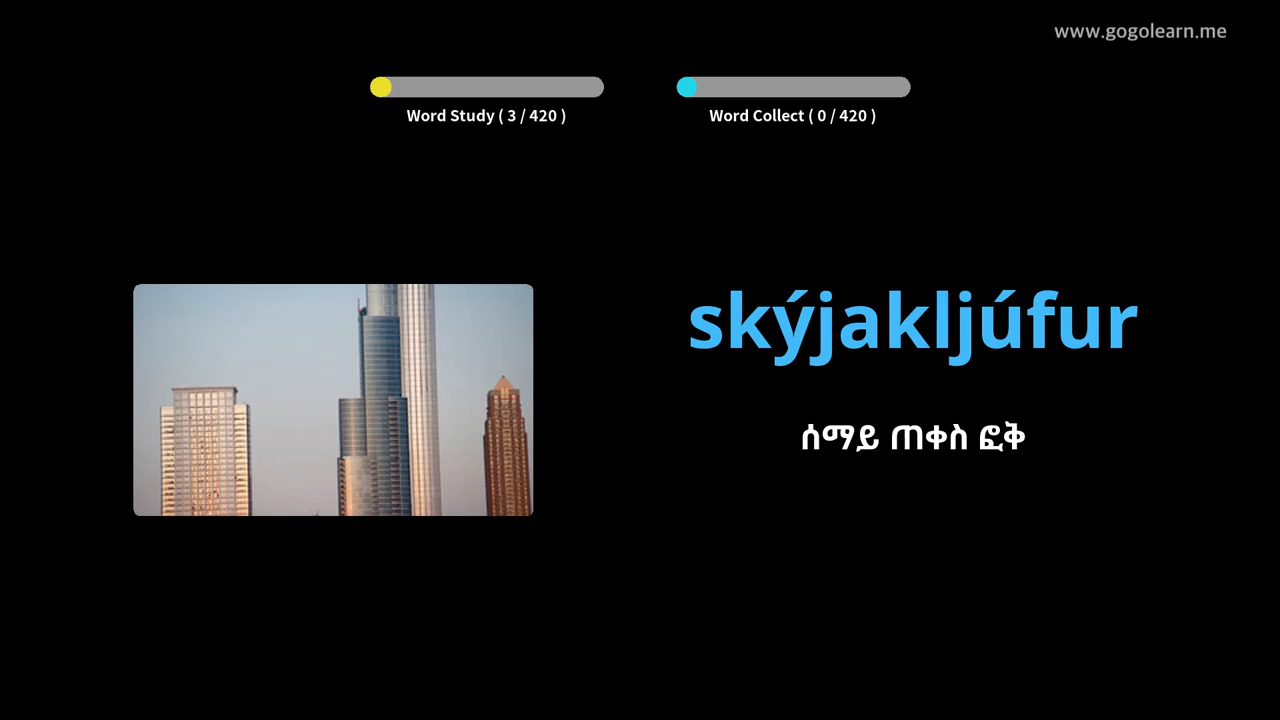 www.gogolearn.me
Word Study ( 3 / 420 )
Word Collect ( 0 / 420 )
skýjakljúfur
ሰማይ ጠቀስ ፎቅ